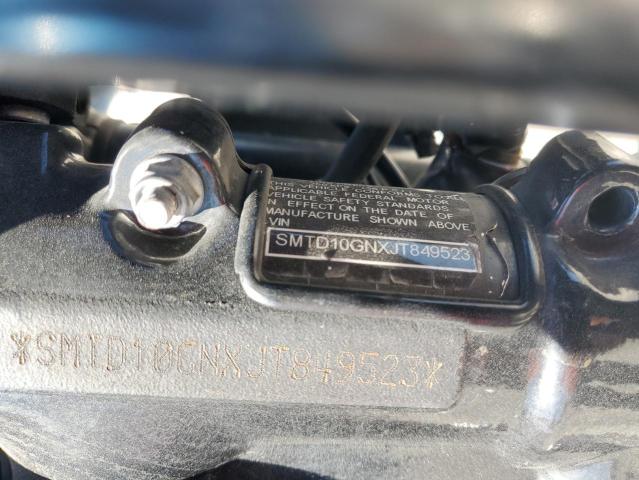 THIS VEHICLE CONFORMS TO ALL
APPLICABLE FEDERAL MOTOR
VEHICLE SAFETY STANDARDS
IN EFFECT ON THE DATE OF
MANUFACTURE SHOWN ABOVE
VIN
SMTD10GNXJT849523
*SMTD10GNXJT849523*